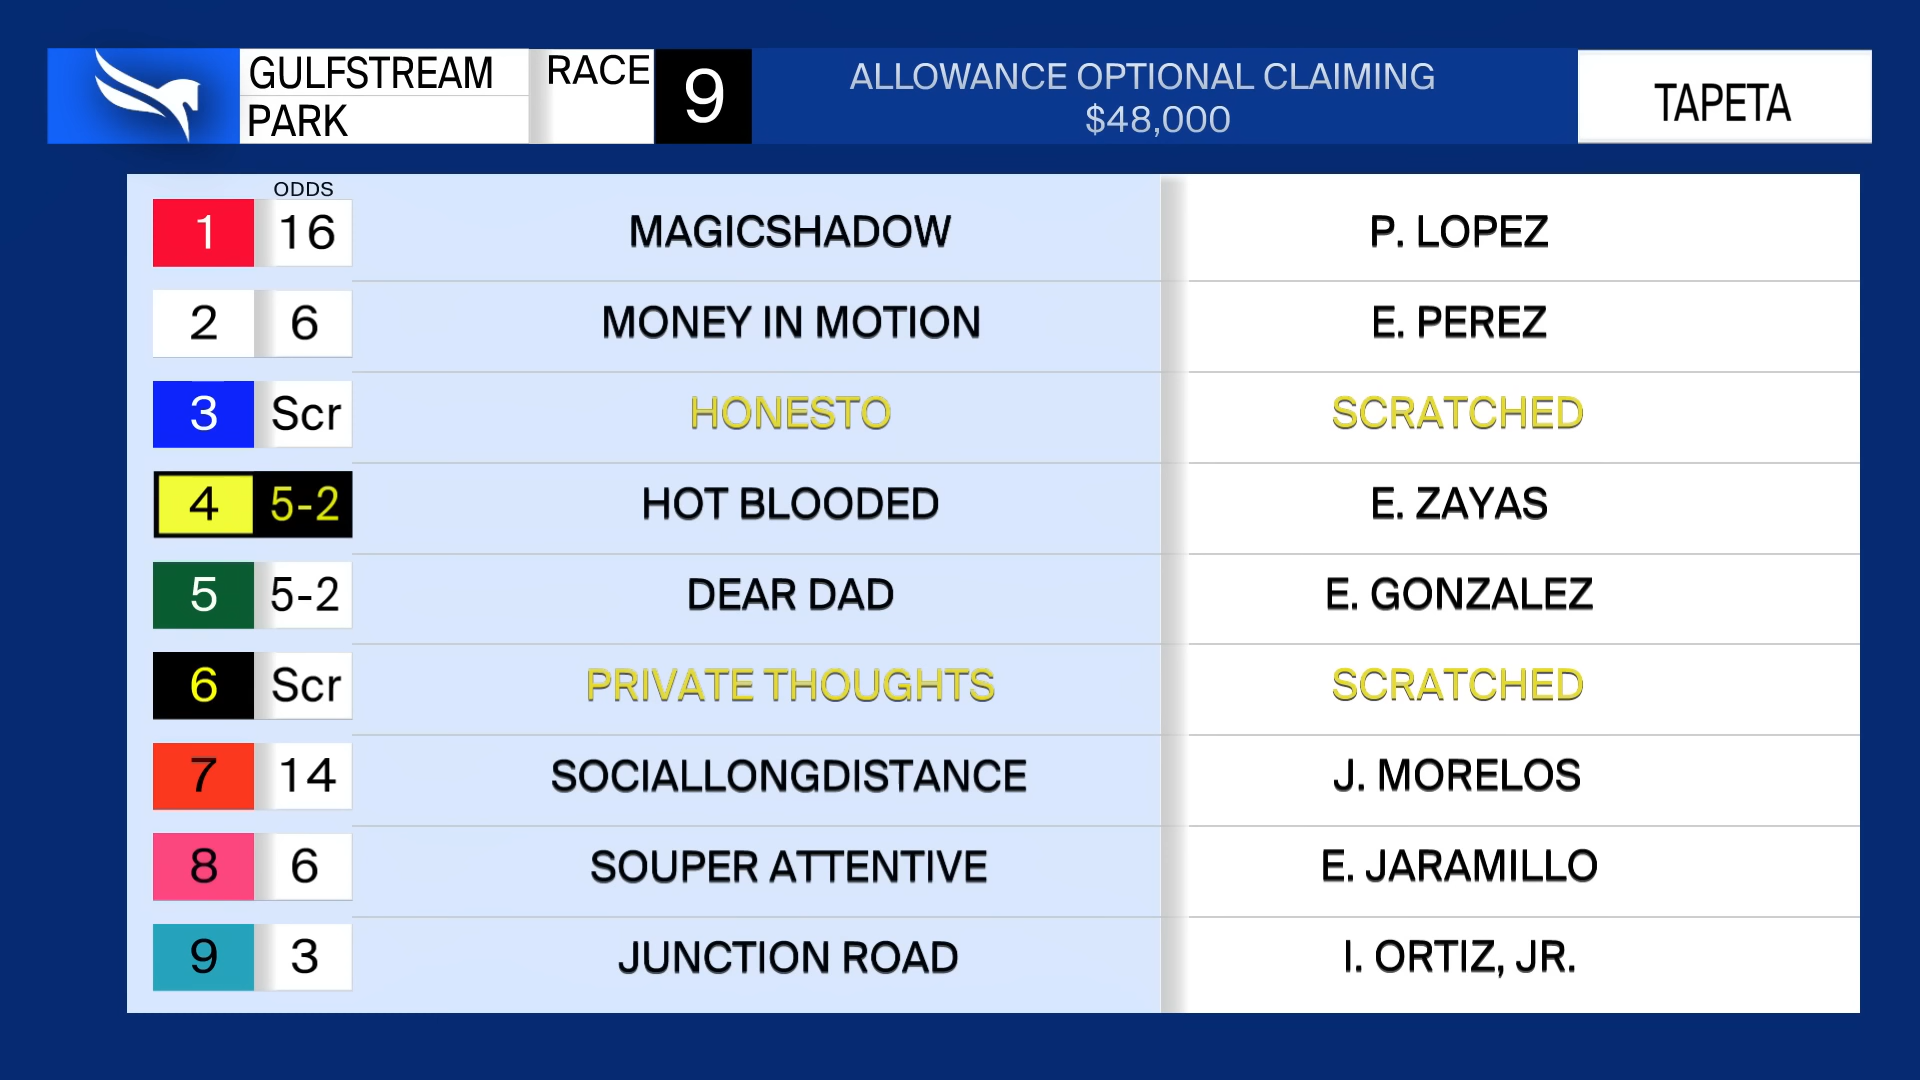 GULFSTREAM
PARK
RACE
9
ALLOWANCE OPTIONAL CLAIMING
$48,000
TAPETA
ODDS
1 16 MAGICSHADOW P. LOPEZ
2 6 MONEY IN MOTION E. PEREZ
3 Scr HONESTO SCRATCHED
4 5-2 HOT BLOODED E. ZAYAS
5 5-2 DEAR DAD E. GONZALEZ
6 Scr PRIVATE THOUGHTS SCRATCHED
7 14 SOCIALLONGDISTANCE J. MORELOS
8 6 SOUPER ATTENTIVE E. JARAMILLO
9 3 JUNCTION ROAD I. ORTIZ, JR.